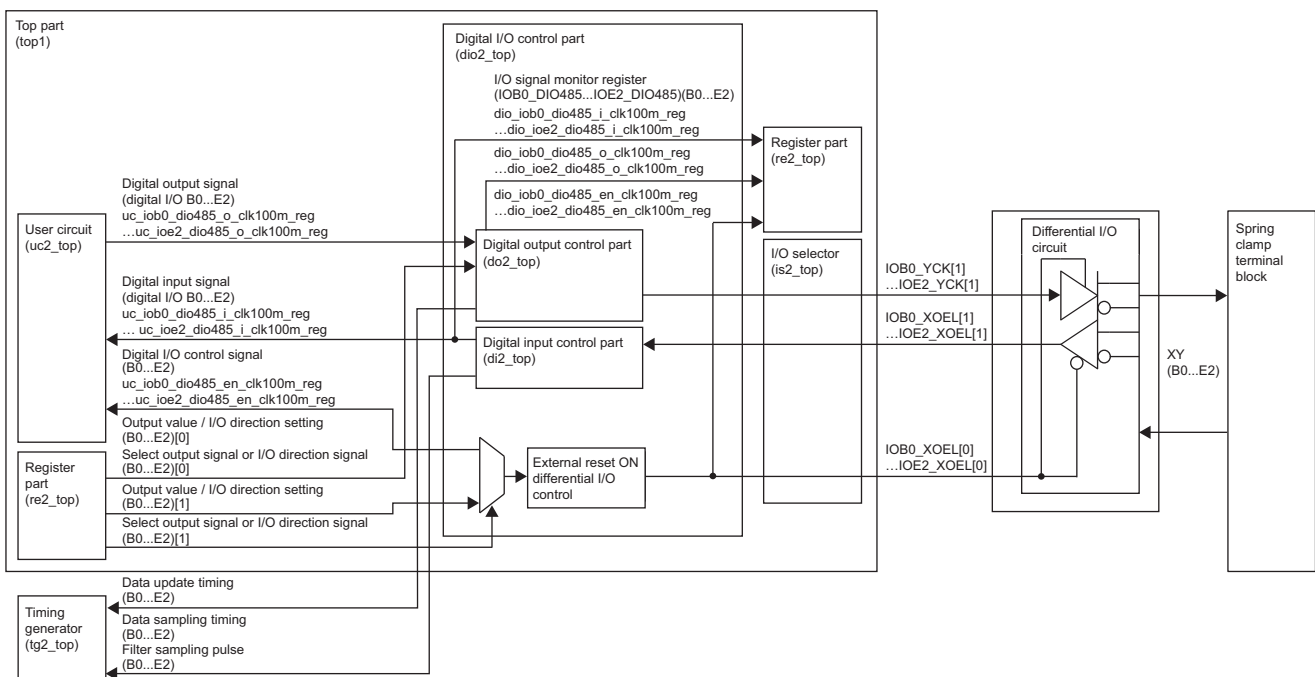 Top part
(top1)
Digital I/O control part
(dio2_top)
I/O signal monitor register
(IOB0_DIO485...IOE2_DIO485)(B0...E2)
dio_iob0_dio485_i_clk100m_reg
…dio_ioe2_dio485_i_clk100m_reg
dio_iob0_dio485_o_clk100m_reg
…dio_ioe2_dio485_o_clk100m_reg
dio_iob0_dio485_en_clk100m_reg
…dio_ioe2_dio485_en_clk100m_reg
Register part
(re2_top)
Digital output signal
(digital I/O B0...E2)
uc_iob0_dio485_o_clk100m_reg
…uc_ioe2_dio485_o_clk100m_reg
User circuit
(uc2_top)
Digital output control part
(do2_top)
I/O selector
(is2_top)
Digital input signal
(digital I/O B0...E2)
uc_iob0_dio485_i_clk100m_reg
… uc_ioe2_dio485_i_clk100m_reg
Digital input control part
(di2_top)
Digital I/O control signal
(B0...E2)
uc_iob0_dio485_en_clk100m_reg
…uc_ioe2_dio485_en_clk100m_reg
Output value / I/O direction setting
(B0...E2)[0]
Select output signal or I/O direction signal
(B0...E2)[0]
Register
part
(re2_top)
Output value / I/O direction setting
(B0...E2)[1]
Select output signal or I/O direction signal
(B0...E2)[1]
External reset ON
differential I/O
control
IOB0_YCK[1]
…IOE2_YCK[1]
IOB0_XOEL[1]
…IOE2_XOEL[1]
IOB0_XOEL[0]
…IOE2_XOEL[0]
Differential I/O
circuit
XY
(B0...E2)
Spring
clamp
terminal
block
Data update timing
(B0...E2)
Timing
generator
(tg2_top)
Data sampling timing
(B0...E2)
Filter sampling pulse
(B0...E2)